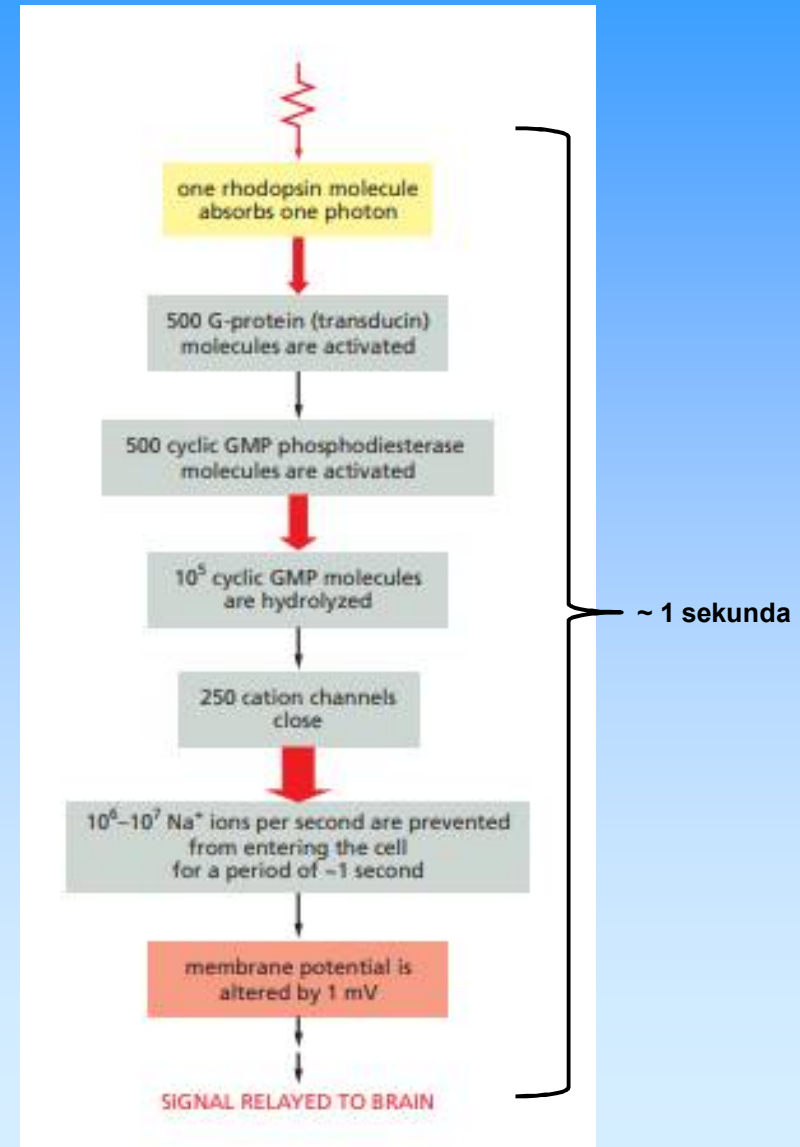 one rhodopsin molecule
absorbs one photon
500 G-protein (transducin)
molecules are activated
500 cyclic GMP phosphodiesterase
molecules are activated
10⁵ cyclic GMP molecules
are hydrolyzed
~ 1 sekunda
250 cation channels
close
10⁶–10⁷ Na⁺ ions per second are prevented
from entering the cell
for a period of ~1 second
membrane potential is
altered by 1 mV
SIGNAL RELAYED TO BRAIN